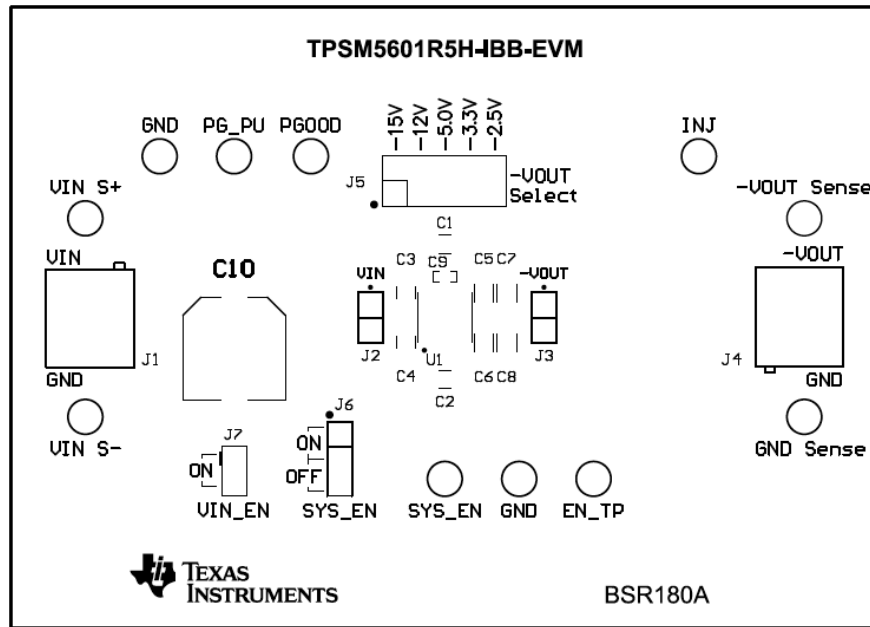 TPSM5601R5H-IBB-EVM
-15V
-12V
-5.0V
-3.3V
-2.5V
GND
PG_PU
PGOOD
INJ
J5
-VOUT
Select
VIN S+
-VOUT Sense
C1
VIN
C10
VIN
C3
C9
C5
C7
-VOUT
-VOUT
J1
J2
U1
J3
J4
GND
C4
C2
C6
C8
GND
VIN S-
J7
ON
VIN_EN
J6
ON
OFF
SYS_EN
SYS_EN
GND
EN_TP
GND Sense
TEXAS
INSTRUMENTS
BSR180A